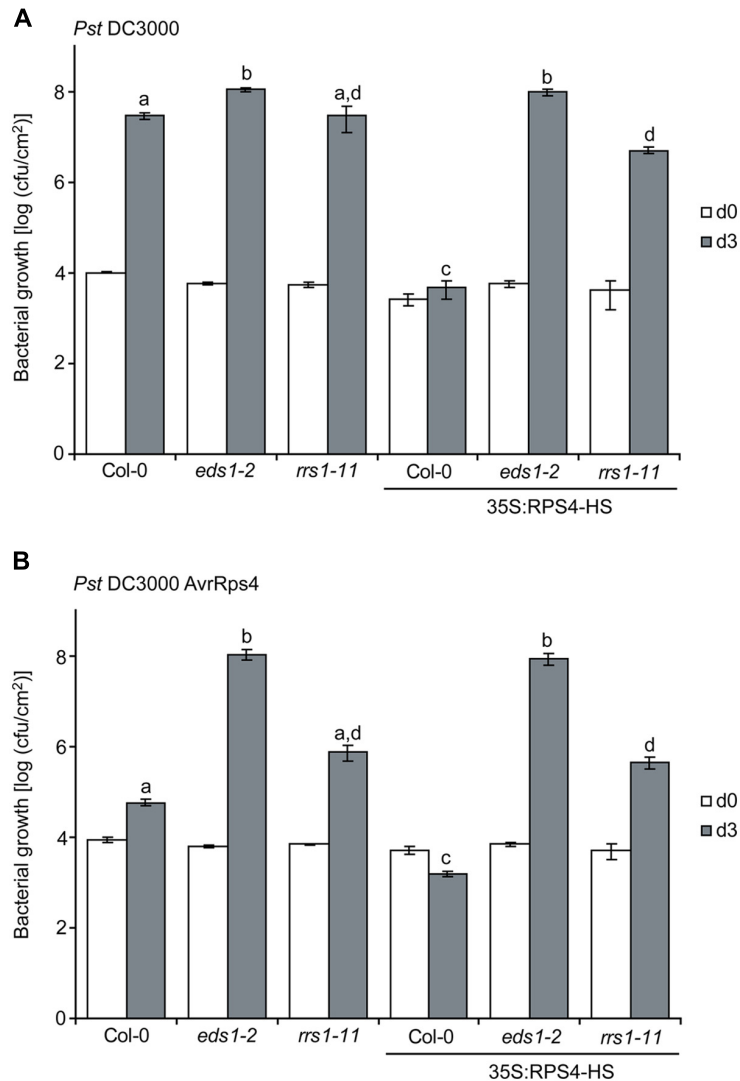 A
Pst DC3000
Bacterial growth [log (cfu/cm²)]
8
6
4
2
0
a
b
a,d
c
b
d
d0
d3
Col-0 eds1-2 rrs1-11 Col-0 eds1-2 rrs1-11
35S:RPS4-HS
B
Pst DC3000 AvrRps4
Bacterial growth [log (cfu/cm²)]
8
6
4
2
0
a
b
a,d
c
b
d
d0
d3
Col-0 eds1-2 rrs1-11 Col-0 eds1-2 rrs1-11
35S:RPS4-HS